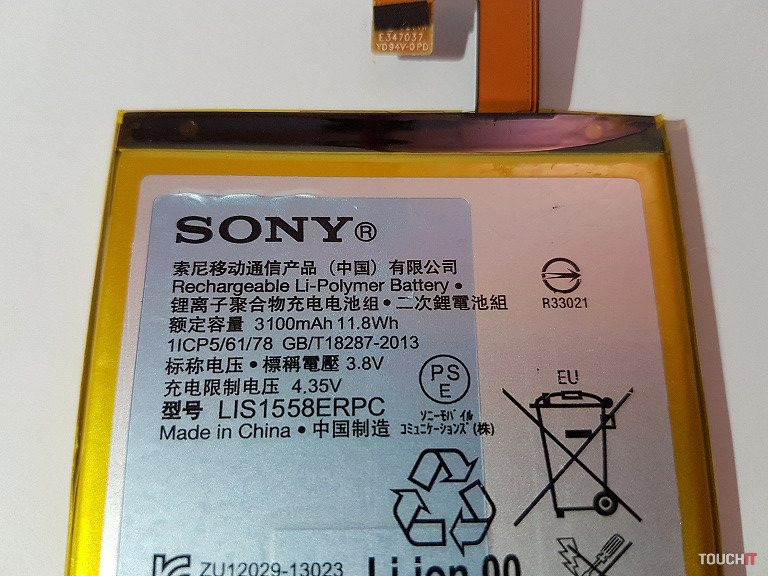 E347037
YD94V-0 PD
SONY®
索尼移动通信产品（中国）有限公司
Rechargeable Li-Polymer Battery •
锂离子聚合物充电电池组 • 二次鋰電池組
额定容量 3100mAh 11.8Wh
1ICP5/61/78 GB/T18287-2013
标称电压 • 標稱電壓 3.8V
充电限制电压 4.35V
型号 LIS1558ERPC
Made in China • 中国制造
R33021
PS
E
ソニーモバイル
コミュニケーションズ(株)
EU
ZU12029-13023
Li-ion 00
TOUCHIT